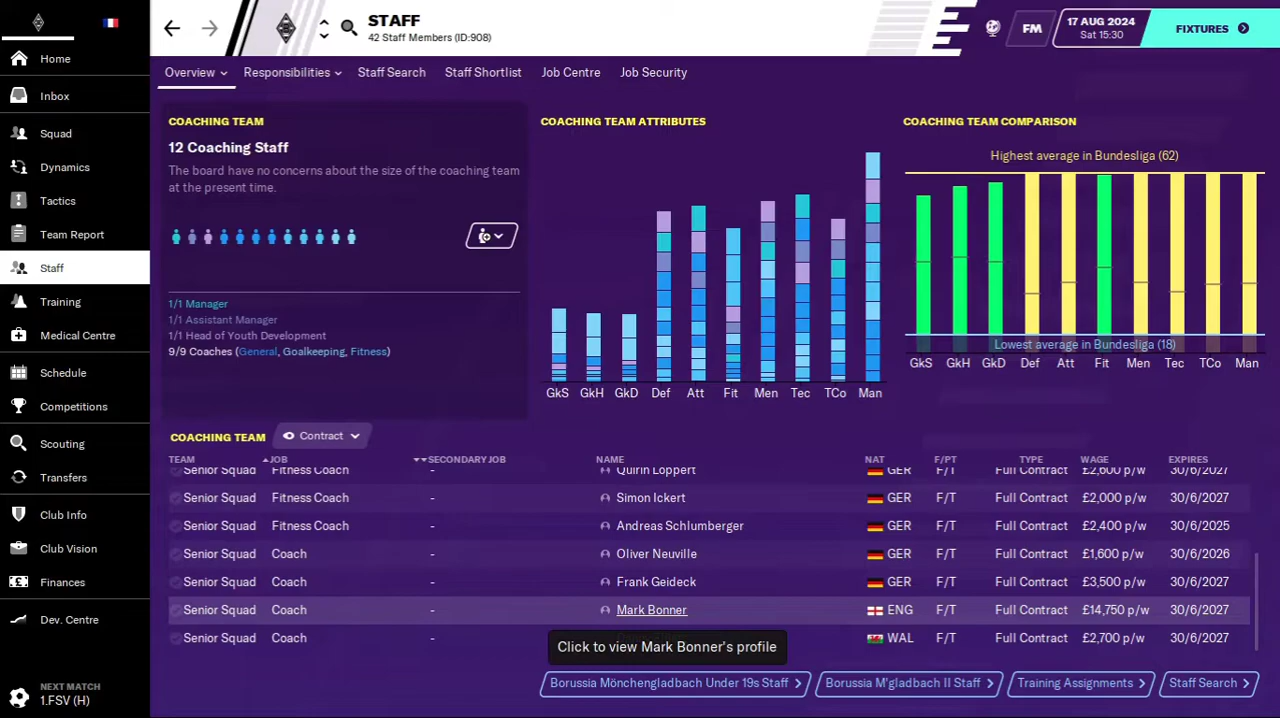 STAFF
42 Staff Members (ID:908)
FM
17 AUG 2024
Sat 15:30
FIXTURES
Home
Inbox
Squad
Dynamics
Tactics
Team Report
Staff
Training
Medical Centre
Schedule
Competitions
Scouting
Transfers
Club Info
Club Vision
Finances
Dev. Centre
NEXT MATCH
1.FSV (H)
Overview Responsibilities Staff Search Staff Shortlist Job Centre Job Security
COACHING TEAM
12 Coaching Staff
The board have no concerns about the size of the coaching team
at the present time.
1/1 Manager
1/1 Assistant Manager
1/1 Head of Youth Development
9/9 Coaches (General, Goalkeeping, Fitness)
COACHING TEAM ATTRIBUTES
GkS GkH GkD Def Att Fit Men Tec TCo Man
COACHING TEAM COMPARISON
Highest average in Bundesliga (62)
Lowest average in Bundesliga (18)
GkS GkH GkD Def Att Fit Men Tec TCo Man
COACHING TEAM Contract
TEAM JOB SECONDARY JOB NAME NAT F/PT TYPE WAGE EXPIRES
Senior Squad Fitness Coach - Quirin Loppert GER F/T Full Contract £2,600 p/w 30/6/2027
Senior Squad Fitness Coach - Simon Ickert GER F/T Full Contract £2,000 p/w 30/6/2027
Senior Squad Fitness Coach - Andreas Schlumberger GER F/T Full Contract £2,400 p/w 30/6/2025
Senior Squad Coach - Oliver Neuville GER F/T Full Contract £1,600 p/w 30/6/2026
Senior Squad Coach - Frank Geideck GER F/T Full Contract £3,500 p/w 30/6/2027
Senior Squad Coach - Mark Bonner ENG F/T Full Contract £14,750 p/w 30/6/2027
Senior Squad Coach - WAL F/T Full Contract £2,700 p/w 30/6/2027
Click to view Mark Bonner's profile
Borussia Mönchengladbach Under 19s Staff Borussia M'gladbach II Staff Training Assignments Staff Search